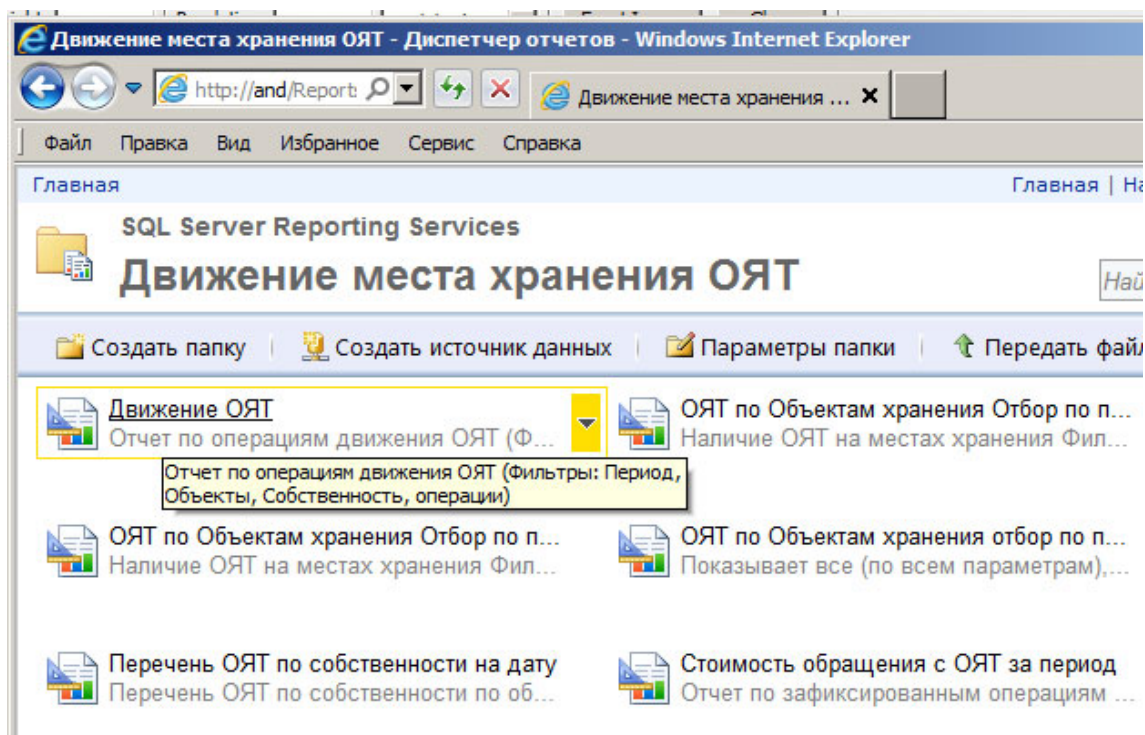 Движение места хранения ОЯТ - Диспетчер отчетов - Windows Internet Explorer
http://and/Report
Движение места хранения ...
Файл Правка Вид Избранное Сервис Справка
Главная Главная |
SQL Server Reporting Services
Движение места хранения ОЯТ
Создать папку Создать источник данных Параметры папки Передать
Движение ОЯТ
Отчет по операциям движения ОЯТ (Ф...
ОЯТ по Объектам хранения Отбор по п...
Наличие ОЯТ на местах хранения Фил...
Отчет по операциям движения ОЯТ (Фильтры: Период,
Объекты, Собственность, операции)
ОЯТ по Объектам хранения Отбор по п...
Наличие ОЯТ на местах хранения Фил...
ОЯТ по Объектам хранения отбор по п...
Показывает все (по всем параметрам),...
Перечень ОЯТ по собственности на дату
Перечень ОЯТ по собственности по об...
Стоимость обращения с ОЯТ за период
Отчет по зафиксированным операциям ...